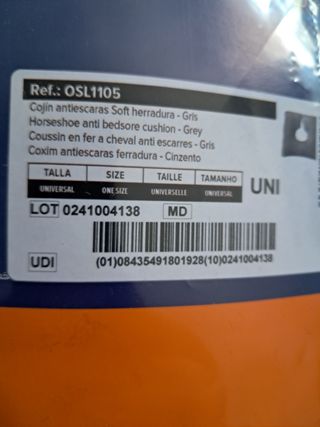 Ref.: OSL1105
Cojín antiescaras Soft herradura - Gris
Horseshoe anti bedsore cushion - Grey
Coussin en fer a cheval anti escarres - Gris
Coxim antiescaras ferradura - Cinzento
TALLA SIZE TAILLE TAMANHO
UNIVERSAL ONE SIZE UNIVERSELLE UNIVERSAL
UNI
LOT 0241004138 MD
UDI
(01)08435491801928(10)0241004138